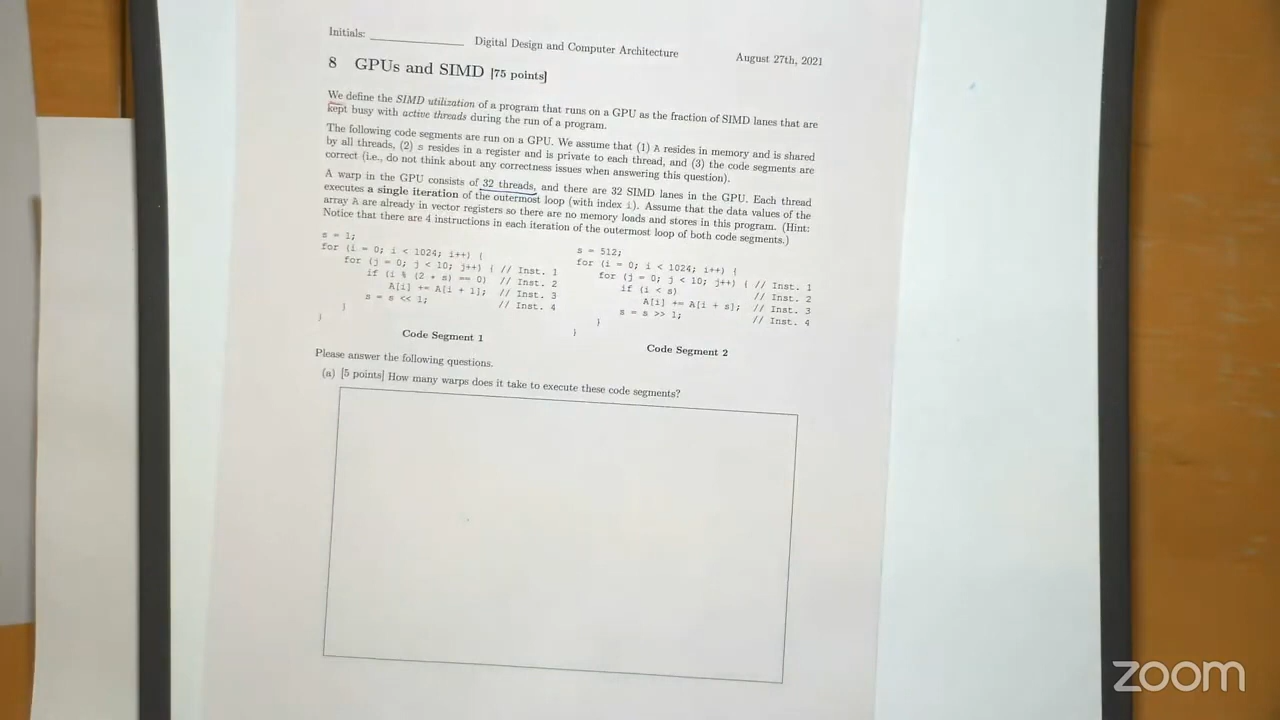 Initials: ____________ Digital Design and Computer Architecture August 27th, 2021
8 GPUs and SIMD [75 points]
We define the SIMD utilization of a program that runs on a GPU as the fraction of SIMD lanes that are
kept busy with active threads during the run of a program.
The following code segments are run on a GPU. We assume that (1) A resides in memory and is shared
by all threads, (2) s resides in a register and is private to each thread, and (3) the code segments are
correct (i.e., do not think about any correctness issues when answering this question).
A warp in the GPU consists of 32 threads, and there are 32 SIMD lanes in the GPU. Each thread
executes a single iteration of the outermost loop (with index i). Assume that the data values of the
array A are already in vector registers so there are no memory loads and stores in this program. (Hint:
Notice that there are 4 instructions in each iteration of the outermost loop of both code segments.)
s = 1;
for (i = 0; i < 1024; i++) {
for (j = 0; j < 10; j++) { // Inst. 1
if (i % (2 * s) == 0) // Inst. 2
A[i] += A[i + 1]; // Inst. 3
s = s << 1; // Inst. 4
}
}
Code Segment 1
s = 512;
for (i = 0; i < 1024; i++) {
for (j = 0; j < 10; j++) { // Inst. 1
if (i < s) // Inst. 2
A[i] += A[i + s]; // Inst. 3
s = s >> 1; // Inst. 4
}
}
Code Segment 2
Please answer the following questions.
(a) [5 points] How many warps does it take to execute these code segments?
zoom